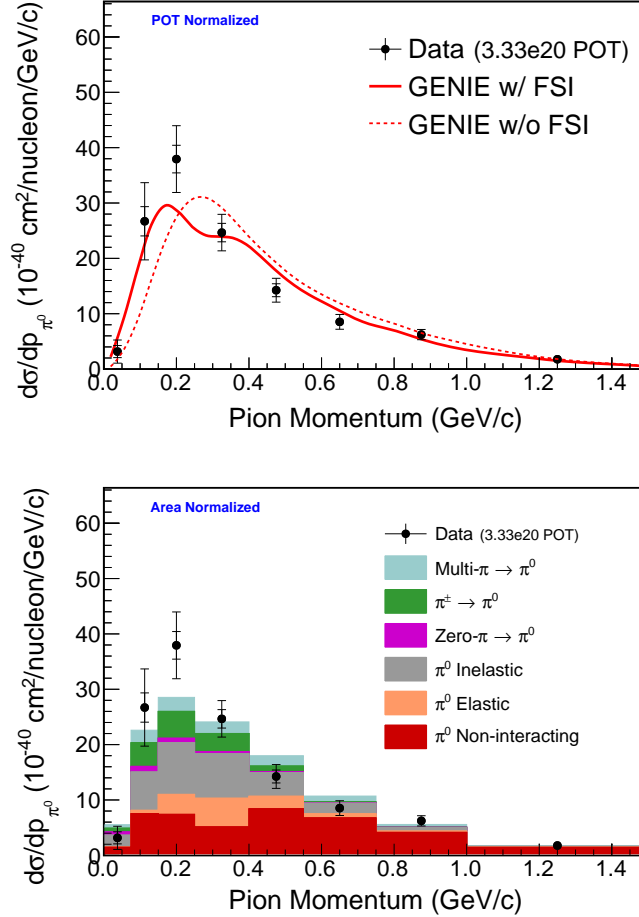 POT Normalized
Data (3.33e20 POT)
GENIE w/ FSI
GENIE w/o FSI
dσ/dp_π⁰ (10⁻⁴⁰ cm²/nucleon/GeV/c)
60
50
40
30
20
10
0
0.0 0.2 0.4 0.6 0.8 1.0 1.2 1.4
Pion Momentum (GeV/c)
Area Normalized
Data (3.33e20 POT)
Multi-π → π⁰
π± → π⁰
Zero-π → π⁰
π⁰ Inelastic
π⁰ Elastic
π⁰ Non-interacting
dσ/dp_π⁰ (10⁻⁴⁰ cm²/nucleon/GeV/c)
60
50
40
30
20
10
0
0.0 0.2 0.4 0.6 0.8 1.0 1.2 1.4
Pion Momentum (GeV/c)